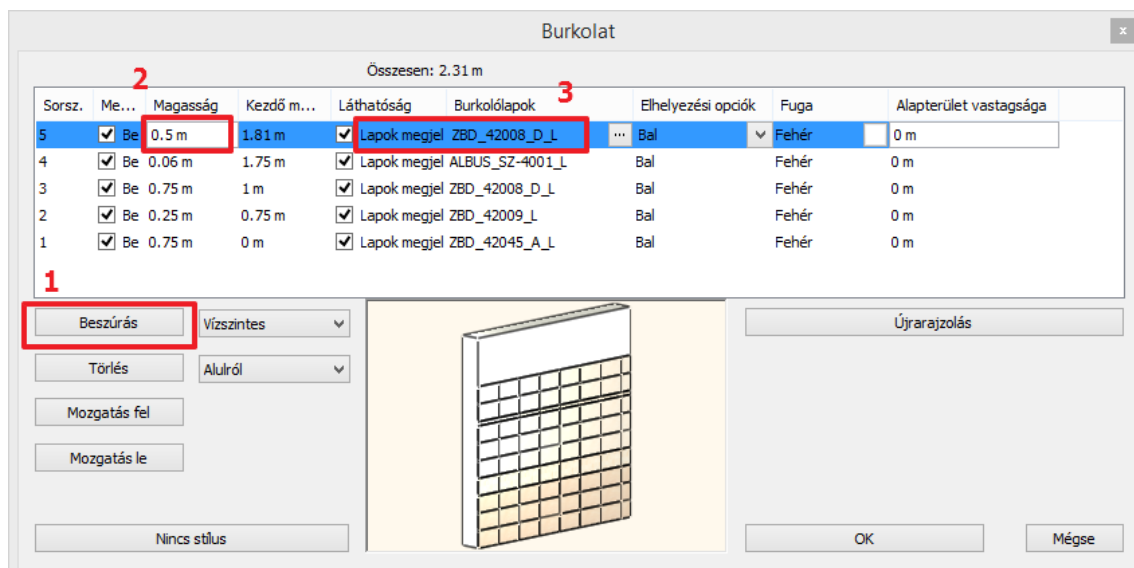 Burkolat
x
Összesen: 2.31 m
2
3
Sorsz. Me... Magasság Kezdő m... Láthatóság Burkolólapok Elhelyezési opciók Fuga Alapterület vastagsága
5 Be 0.5 m 1.81 m Lapok megjel ZBD_42008_D_L ... Bal Fehér 0 m
4 Be 0.06 m 1.75 m Lapok megjel ALBUS_SZ-4001_L Bal Fehér 0 m
3 Be 0.75 m 1 m Lapok megjel ZBD_42008_D_L Bal Fehér 0 m
2 Be 0.25 m 0.75 m Lapok megjel ZBD_42009_L Bal Fehér 0 m
1 Be 0.75 m 0 m Lapok megjel ZBD_42045_A_L Bal Fehér 0 m
1
Beszúrás Vízszintes Újrarajzolás
Törlés Alulról
Mozgatás fel
Mozgatás le
Nincs stílus OK Mégse